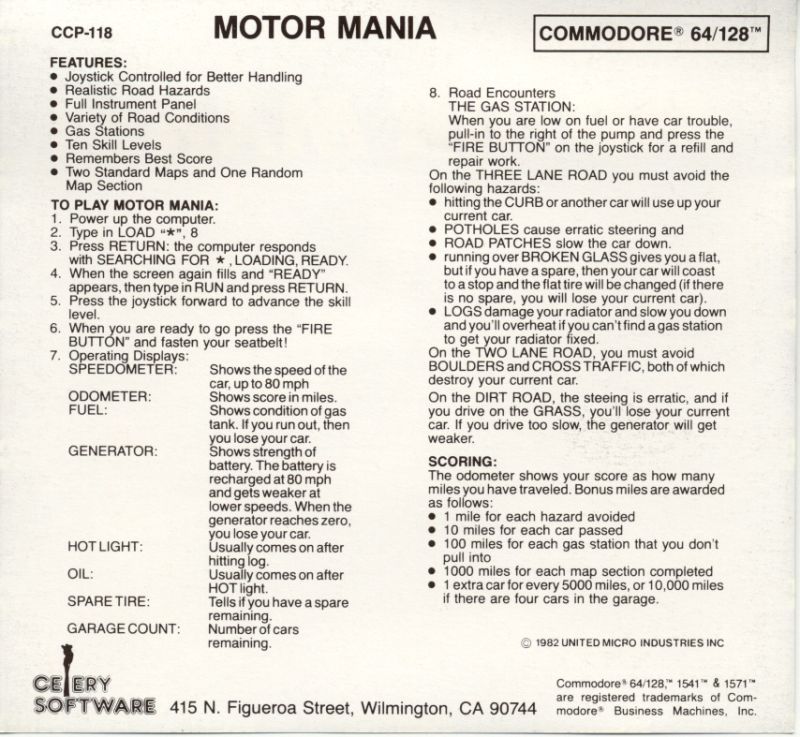 CCP-118
MOTOR MANIA
COMMODORE® 64/128™
FEATURES:
● Joystick Controlled for Better Handling
● Realistic Road Hazards
● Full Instrument Panel
● Variety of Road Conditions
● Gas Stations
● Ten Skill Levels
● Remembers Best Score
● Two Standard Maps and One Random
Map Section
TO PLAY MOTOR MANIA:
1. Power up the computer.
2. Type in LOAD "*", 8
3. Press RETURN: the computer responds
with SEARCHING FOR *, LOADING, READY.
4. When the screen again fills and "READY"
appears, then type in RUN and press RETURN.
5. Press the joystick forward to advance the skill
level.
6. When you are ready to go press the "FIRE
BUTTON" and fasten your seatbelt!
7. Operating Displays:
SPEEDOMETER: Shows the speed of the
car, up to 80 mph
ODOMETER: Shows score in miles.
FUEL: Shows condition of gas
tank. If you run out, then
you lose your car.
GENERATOR: Shows strength of
battery. The battery is
recharged at 80 mph
and gets weaker at
lower speeds. When the
generator reaches zero,
you lose your car.
HOT LIGHT: Usually comes on after
hitting log.
OIL: Usually comes on after
HOT light.
SPARE TIRE: Tells if you have a spare
remaining.
GARAGE COUNT: Number of cars
remaining.
8. Road Encounters
THE GAS STATION:
When you are low on fuel or have car trouble,
pull-in to the right of the pump and press the
"FIRE BUTTON" on the joystick for a refill and
repair work.
On the THREE LANE ROAD you must avoid the
following hazards:
● hitting the CURB or another car will use up your
current car.
● POTHOLES cause erratic steering and
● ROAD PATCHES slow the car down.
● running over BROKEN GLASS gives you a flat,
but if you have a spare, then your car will coast
to a stop and the flat tire will be changed (if there
is no spare, you will lose your current car).
● LOGS damage your radiator and slow you down
and you'll overheat if you can't find a gas station
to get your radiator fixed.
On the TWO LANE ROAD, you must avoid
BOULDERS and CROSS TRAFFIC, both of which
destroy your current car.
On the DIRT ROAD, the steeing is erratic, and if
you drive on the GRASS, you'll lose your current
car. If you drive too slow, the generator will get
weaker.
SCORING:
The odometer shows your score as how many
miles you have traveled. Bonus miles are awarded
as follows:
● 1 mile for each hazard avoided
● 10 miles for each car passed
● 100 miles for each gas station that you don't
pull into
● 1000 miles for each map section completed
● 1 extra car for every 5000 miles, or 10,000 miles
if there are four cars in the garage.
© 1982 UNITED MICRO INDUSTRIES INC
CELERY
SOFTWARE
415 N. Figueroa Street, Wilmington, CA 90744
Commodore® 64/128,™ 1541™ & 1571™
are registered trademarks of Com-
modore® Business Machines, Inc.